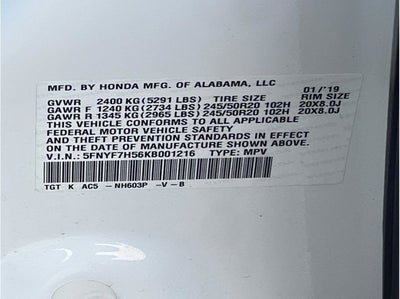 MFD. BY HONDA MFG. OF ALABAMA, LLC 01/'19
GVWR 2400 KG(5291 LBS) TIRE SIZE RIM SIZE
GAWR F 1240 KG(2734 LBS)245/50R20 102H 20X8.0J
GAWR R 1345 KG(2965 LBS)245/50R20 102H 20X8.0J
THIS VEHICLE CONFORMS TO ALL APPLICABLE
FEDERAL MOTOR VEHICLE SAFETY
AND THEFT PREVENTION STANDARDS IN EFFECT
ON THE DATE OF MANUFACTURE SHOWN ABOVE.
V.I.N.: 5FNYF7H56KB001216 TYPE: MPV
TGT K AC5 -NH603P -V-B